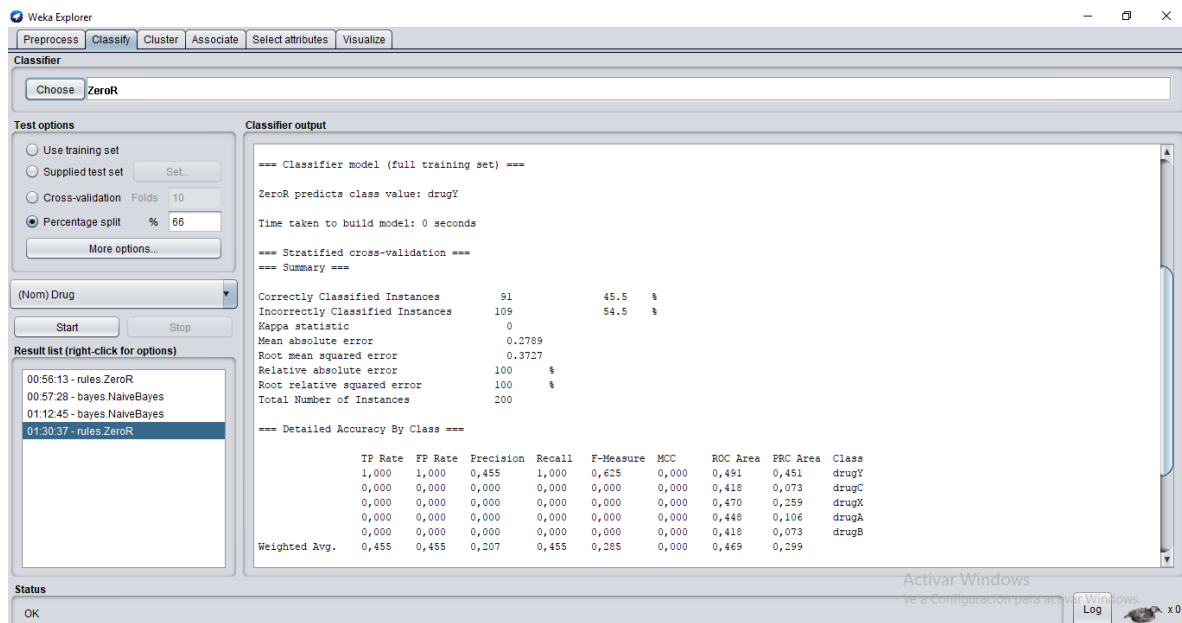 Weka Explorer
Preprocess Classify Cluster Associate Select attributes Visualize
Classifier
Choose ZeroR
Test options
Use training set
Supplied test set Set...
Cross-validation Folds 10
Percentage split % 66
More options...
(Nom) Drug
Start Stop
Result list (right-click for options)
00:56:13 - rules.ZeroR
00:57:28 - bayes.NaiveBayes
01:12:45 - bayes.NaiveBayes
01:30:37 - rules.ZeroR
Classifier output
=== Classifier model (full training set) ===
ZeroR predicts class value: drugY
Time taken to build model: 0 seconds
=== Stratified cross-validation ===
=== Summary ===
Correctly Classified Instances 91 45.5 %
Incorrectly Classified Instances 109 54.5 %
Kappa statistic 0
Mean absolute error 0.2789
Root mean squared error 0.3727
Relative absolute error 100 %
Root relative squared error 100 %
Total Number of Instances 200
=== Detailed Accuracy By Class ===
TP Rate FP Rate Precision Recall F-Measure MCC ROC Area PRC Area Class
1,000 1,000 0,455 1,000 0,625 0,000 0,491 0,451 drugY
0,000 0,000 0,000 0,000 0,000 0,000 0,418 0,073 drugC
0,000 0,000 0,000 0,000 0,000 0,000 0,470 0,259 drugX
0,000 0,000 0,000 0,000 0,000 0,000 0,448 0,106 drugA
0,000 0,000 0,000 0,000 0,000 0,000 0,418 0,073 drugB
Weighted Avg. 0,455 0,455 0,207 0,455 0,285 0,000 0,469 0,299
Activar Windows
Ve a Configuración para activar Windows.
Status
OK
Log x 0